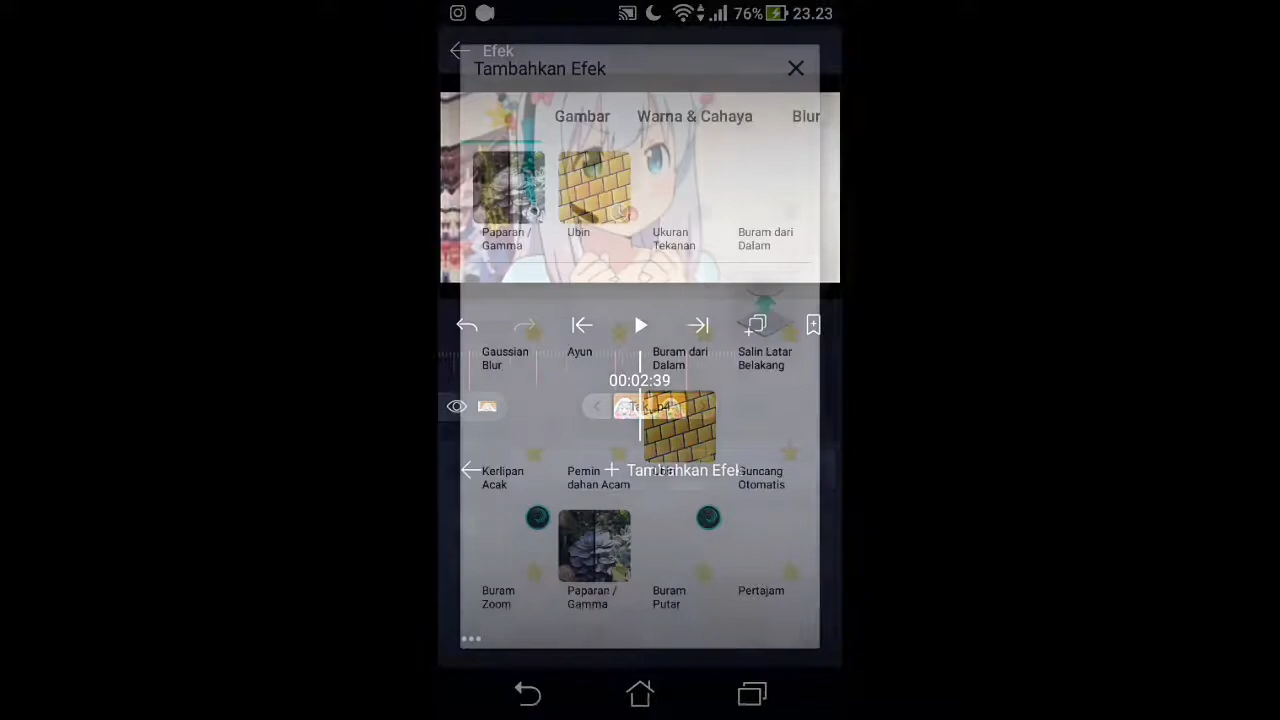 76% 23.23
Efek
Tambahkan Efek
Gambar Warna & Cahaya Blur
Paparan / Ubin Ukuran Buram dari
Gamma Tekanan Dalam
Gaussian Ayun Buram dari Salin Latar
Blur Dalam Belakang
00:02:39
Kerlipan Pemin + Tambahkan Efek Guncang
Acak dahan Acam Otomatis
Buram Paparan / Buram Pertajam
Zoom Gamma Putar